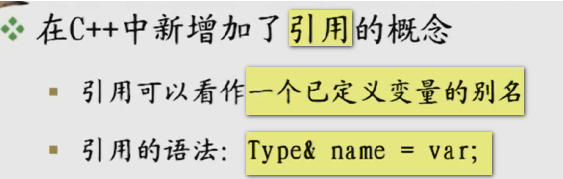 在C++中新增加了引用的概念
引用可以看作一个已定义变量的别名
引用的语法: Type& name = var;